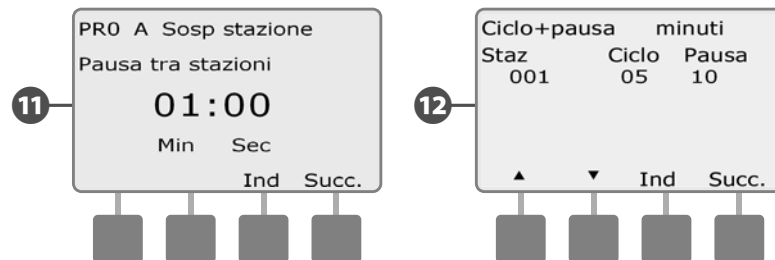 11
PR0 A Sosp stazione
Pausa tra stazioni
01:00
Min Sec
Ind Succ.
12
Ciclo+pausa minuti
Staz Ciclo Pausa
001 05 10
▲ ▼ Ind Succ.